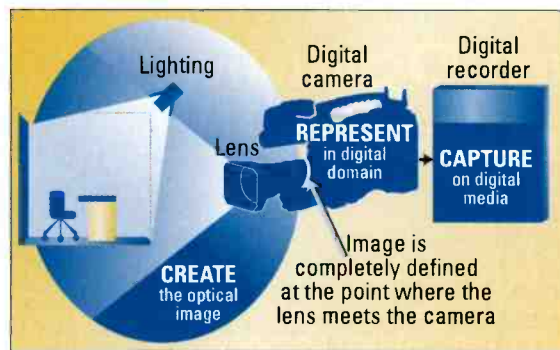 Lighting
Lens
Digital
camera
Digital
recorder
REPRESENT
in digital
domain
CAPTURE
on digital
media
CREATE
the optical
image
Image is
completely defined
at the point where the
lens meets the camera